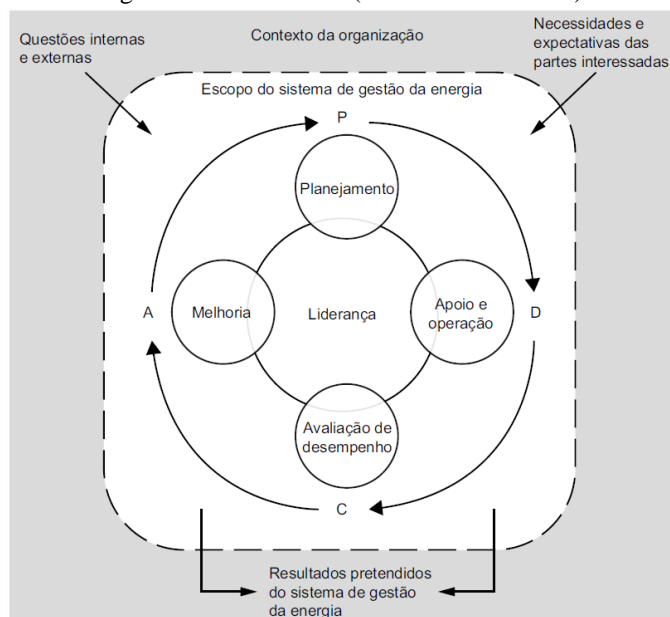 Questões internas
e externas
Contexto da organização
Necessidades e
expectativas das
partes interessadas
Escopo do sistema de gestão da energia
P
Planejamento
A
Melhoria
Liderança
Apoio e
operação
D
Avaliação de
desempenho
C
Resultados pretendidos
do sistema de gestão
da energia